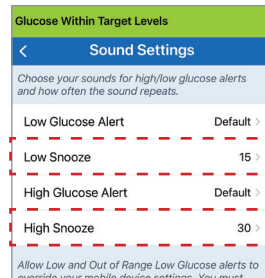 Glucose Within Target Levels
Sound Settings
Choose your sounds for high/low glucose alerts
and how often the sound repeats.
Low Glucose Alert Default >
Low Snooze 15 >
High Glucose Alert Default >
High Snooze 30 >
Allow Low and Out of Range Low Glucose alerts to
override your mobile device settings. You must